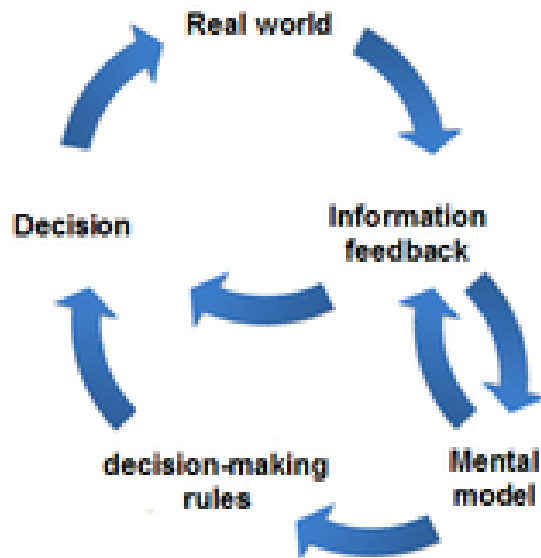 Real world
Decision
Information
feedback
decision-making
rules
Mental
model